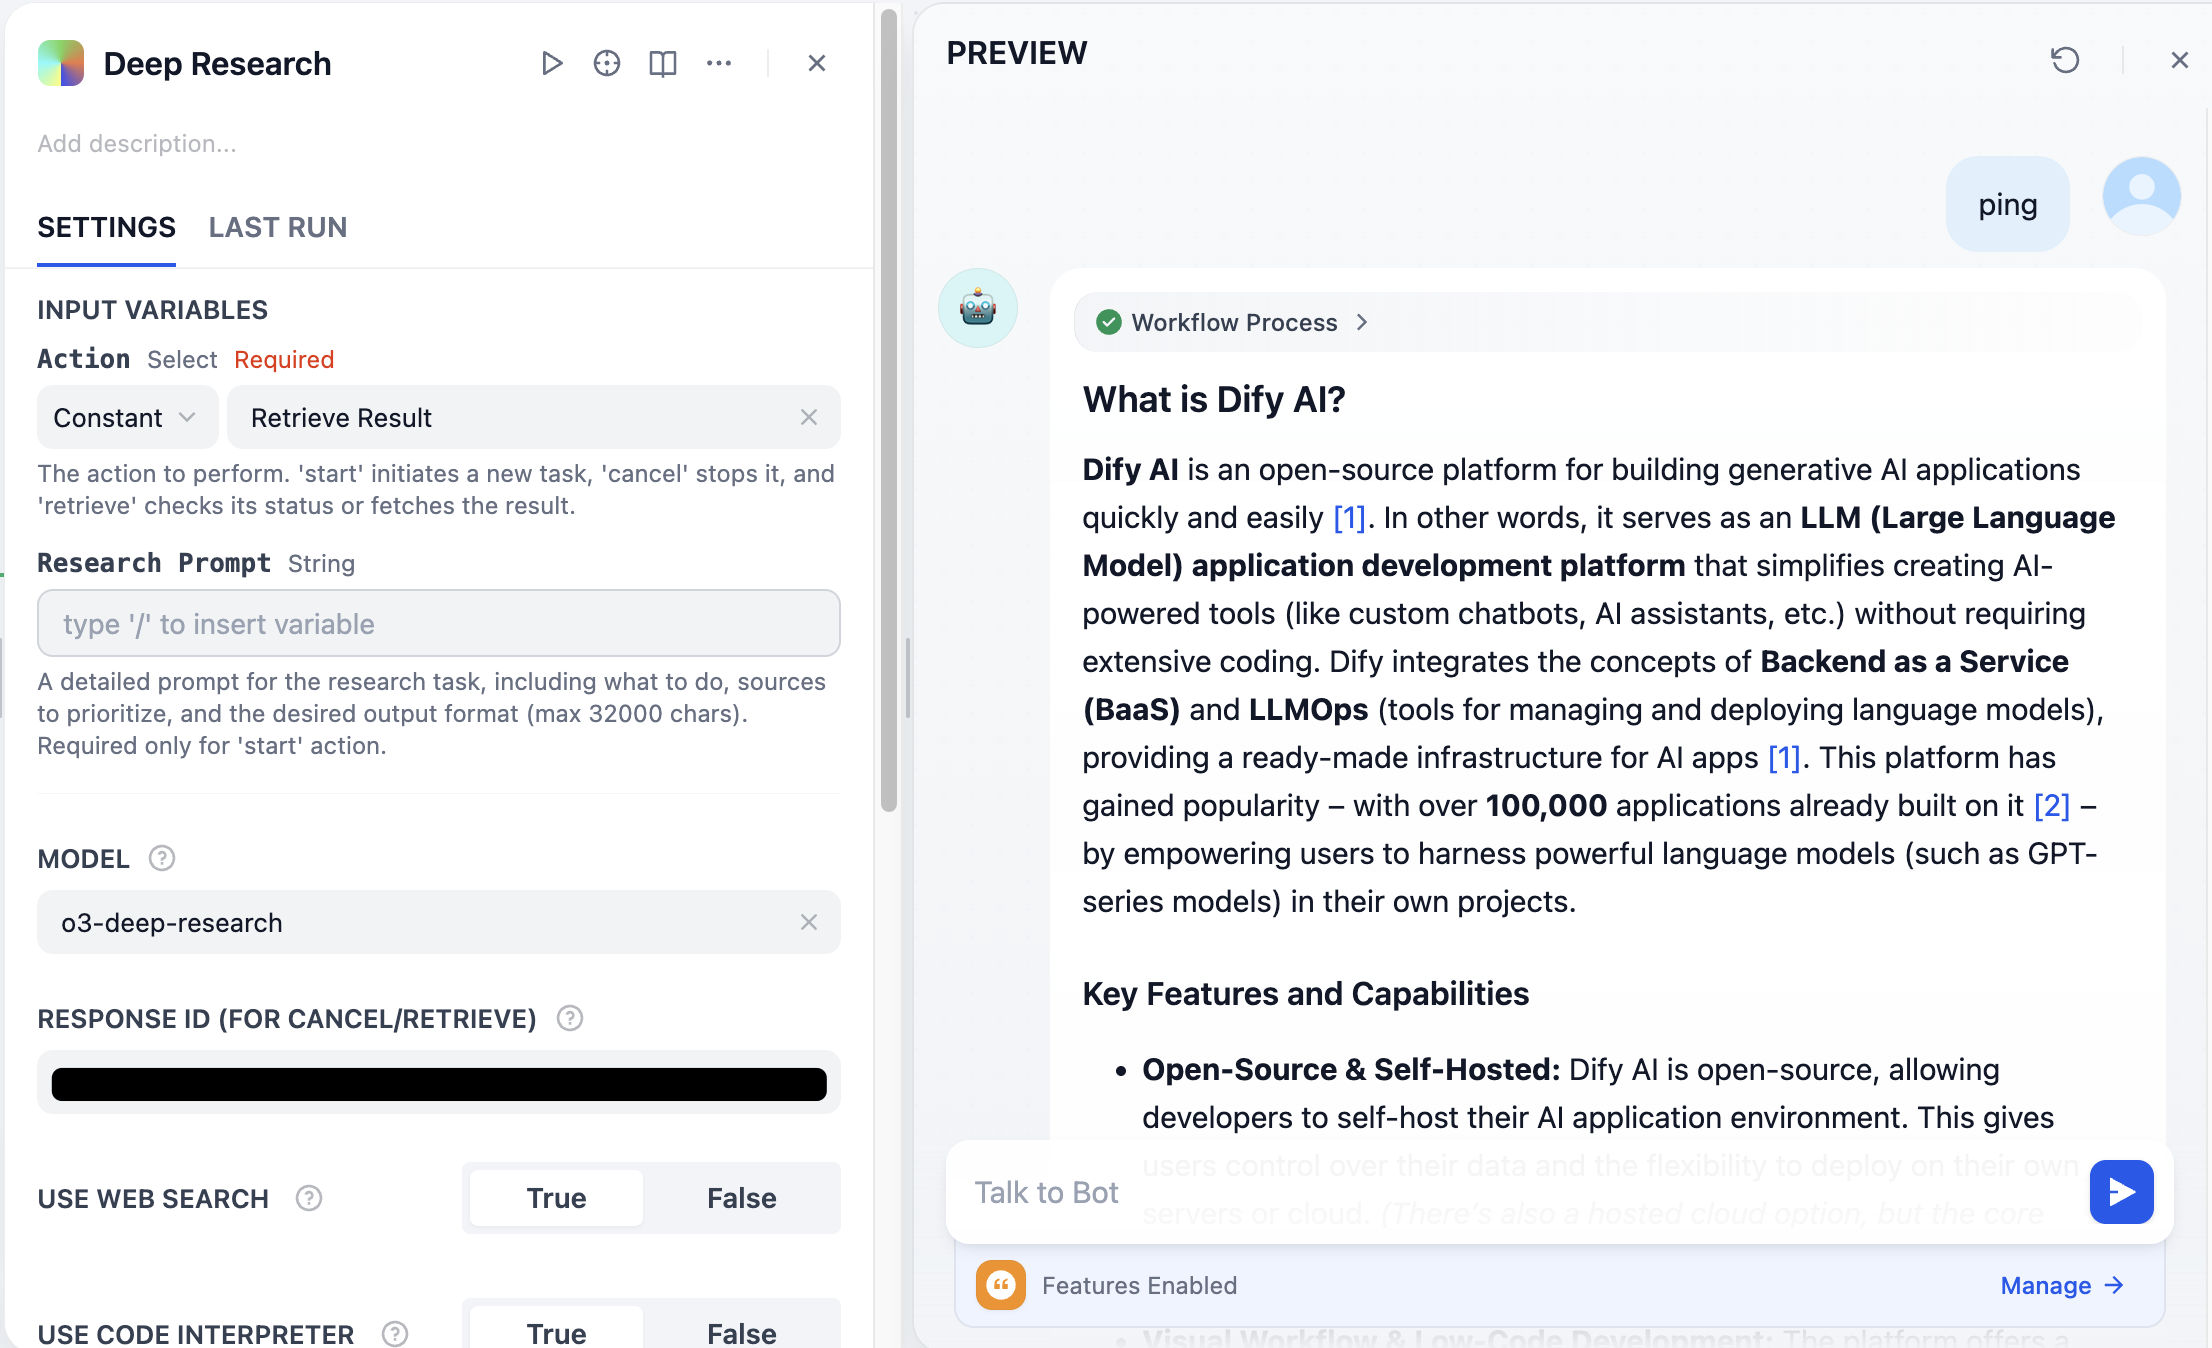 Deep Research
Add description...
SETTINGS LAST RUN
INPUT VARIABLES
Action Select Required
Constant Retrieve Result
The action to perform. 'start' initiates a new task, 'cancel' stops it, and
'retrieve' checks its status or fetches the result.
Research Prompt String
type '/' to insert variable
A detailed prompt for the research task, including what to do, sources
to prioritize, and the desired output format (max 32000 chars).
Required only for 'start' action.
MODEL
o3-deep-research
RESPONSE ID (FOR CANCEL/RETRIEVE)
USE WEB SEARCH True False
USE CODE INTERPRETER True False
PREVIEW
ping
Workflow Process
What is Dify AI?
Dify AI is an open-source platform for building generative AI applications
quickly and easily [1]. In other words, it serves as an LLM (Large Language
Model) application development platform that simplifies creating AI-
powered tools (like custom chatbots, AI assistants, etc.) without requiring
extensive coding. Dify integrates the concepts of Backend as a Service
(BaaS) and LLMOps (tools for managing and deploying language models),
providing a ready-made infrastructure for AI apps [1]. This platform has
gained popularity – with over 100,000 applications already built on it [2] –
by empowering users to harness powerful language models (such as GPT-
series models) in their own projects.
Key Features and Capabilities
• Open-Source & Self-Hosted: Dify AI is open-source, allowing
developers to self-host their AI application environment. This gives
users control over their data and the flexibility to deploy on their own
servers or cloud. (There's also a hosted cloud option, but the core
Talk to Bot
Features Enabled
Manage →
• Visual Workflow & Low-Code Development: The platform offers a